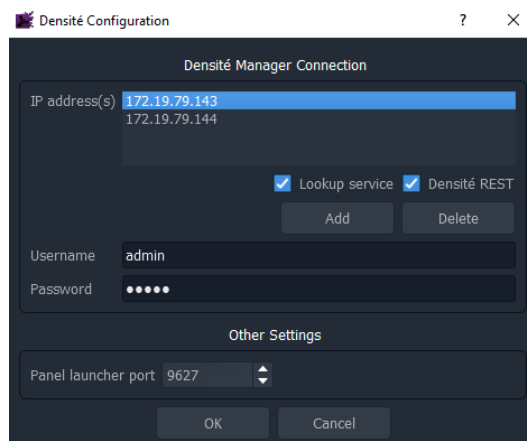 Densité Configuration
Densité Manager Connection
IP address(s) 172.19.79.143
172.19.79.144
Lookup service Densité REST
Add Delete
Username admin
Password •••••
Other Settings
Panel launcher port 9627
OK Cancel